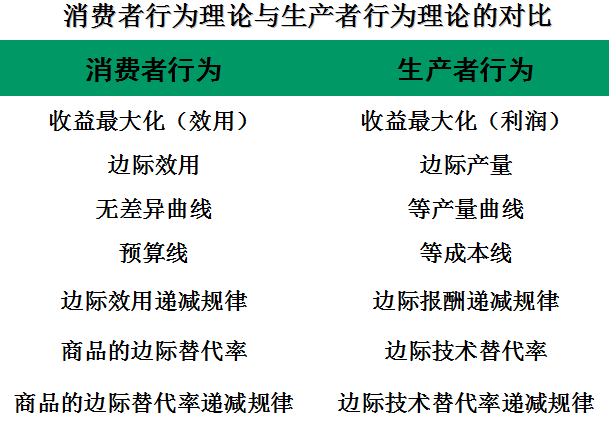 消费者行为理论与生产者行为理论的对比
消费者行为 生产者行为
收益最大化（效用） 收益最大化（利润）
边际效用 边际产量
无差异曲线 等产量曲线
预算线 等成本线
边际效用递减规律 边际报酬递减规律
商品的边际替代率 边际技术替代率
商品的边际替代率递减规律 边际技术替代率递减规律